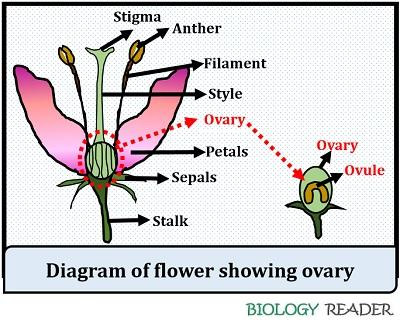 Stigma
Anther
Filament
Style
Ovary
Petals
Sepals
Stalk
Ovary
Ovule
Diagram of flower showing ovary
BIOLOGY READER